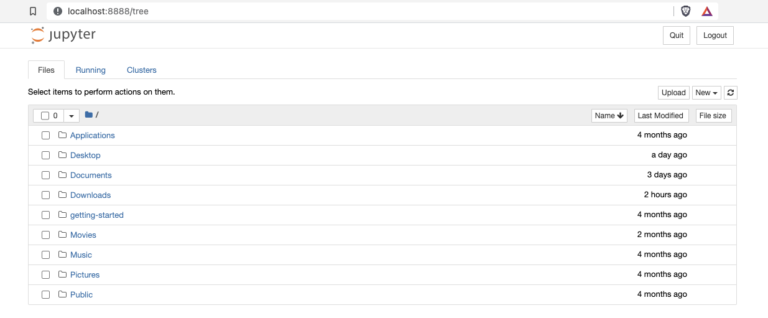 localhost:8888/tree
jupyter
Quit
Logout
Files
Running
Clusters
Select items to perform actions on them.
Upload
New
0
/
Name
Last Modified
File size
Applications 4 months ago
Desktop a day ago
Documents 3 days ago
Downloads 2 hours ago
getting-started 4 months ago
Movies 2 months ago
Music 4 months ago
Pictures 4 months ago
Public 4 months ago